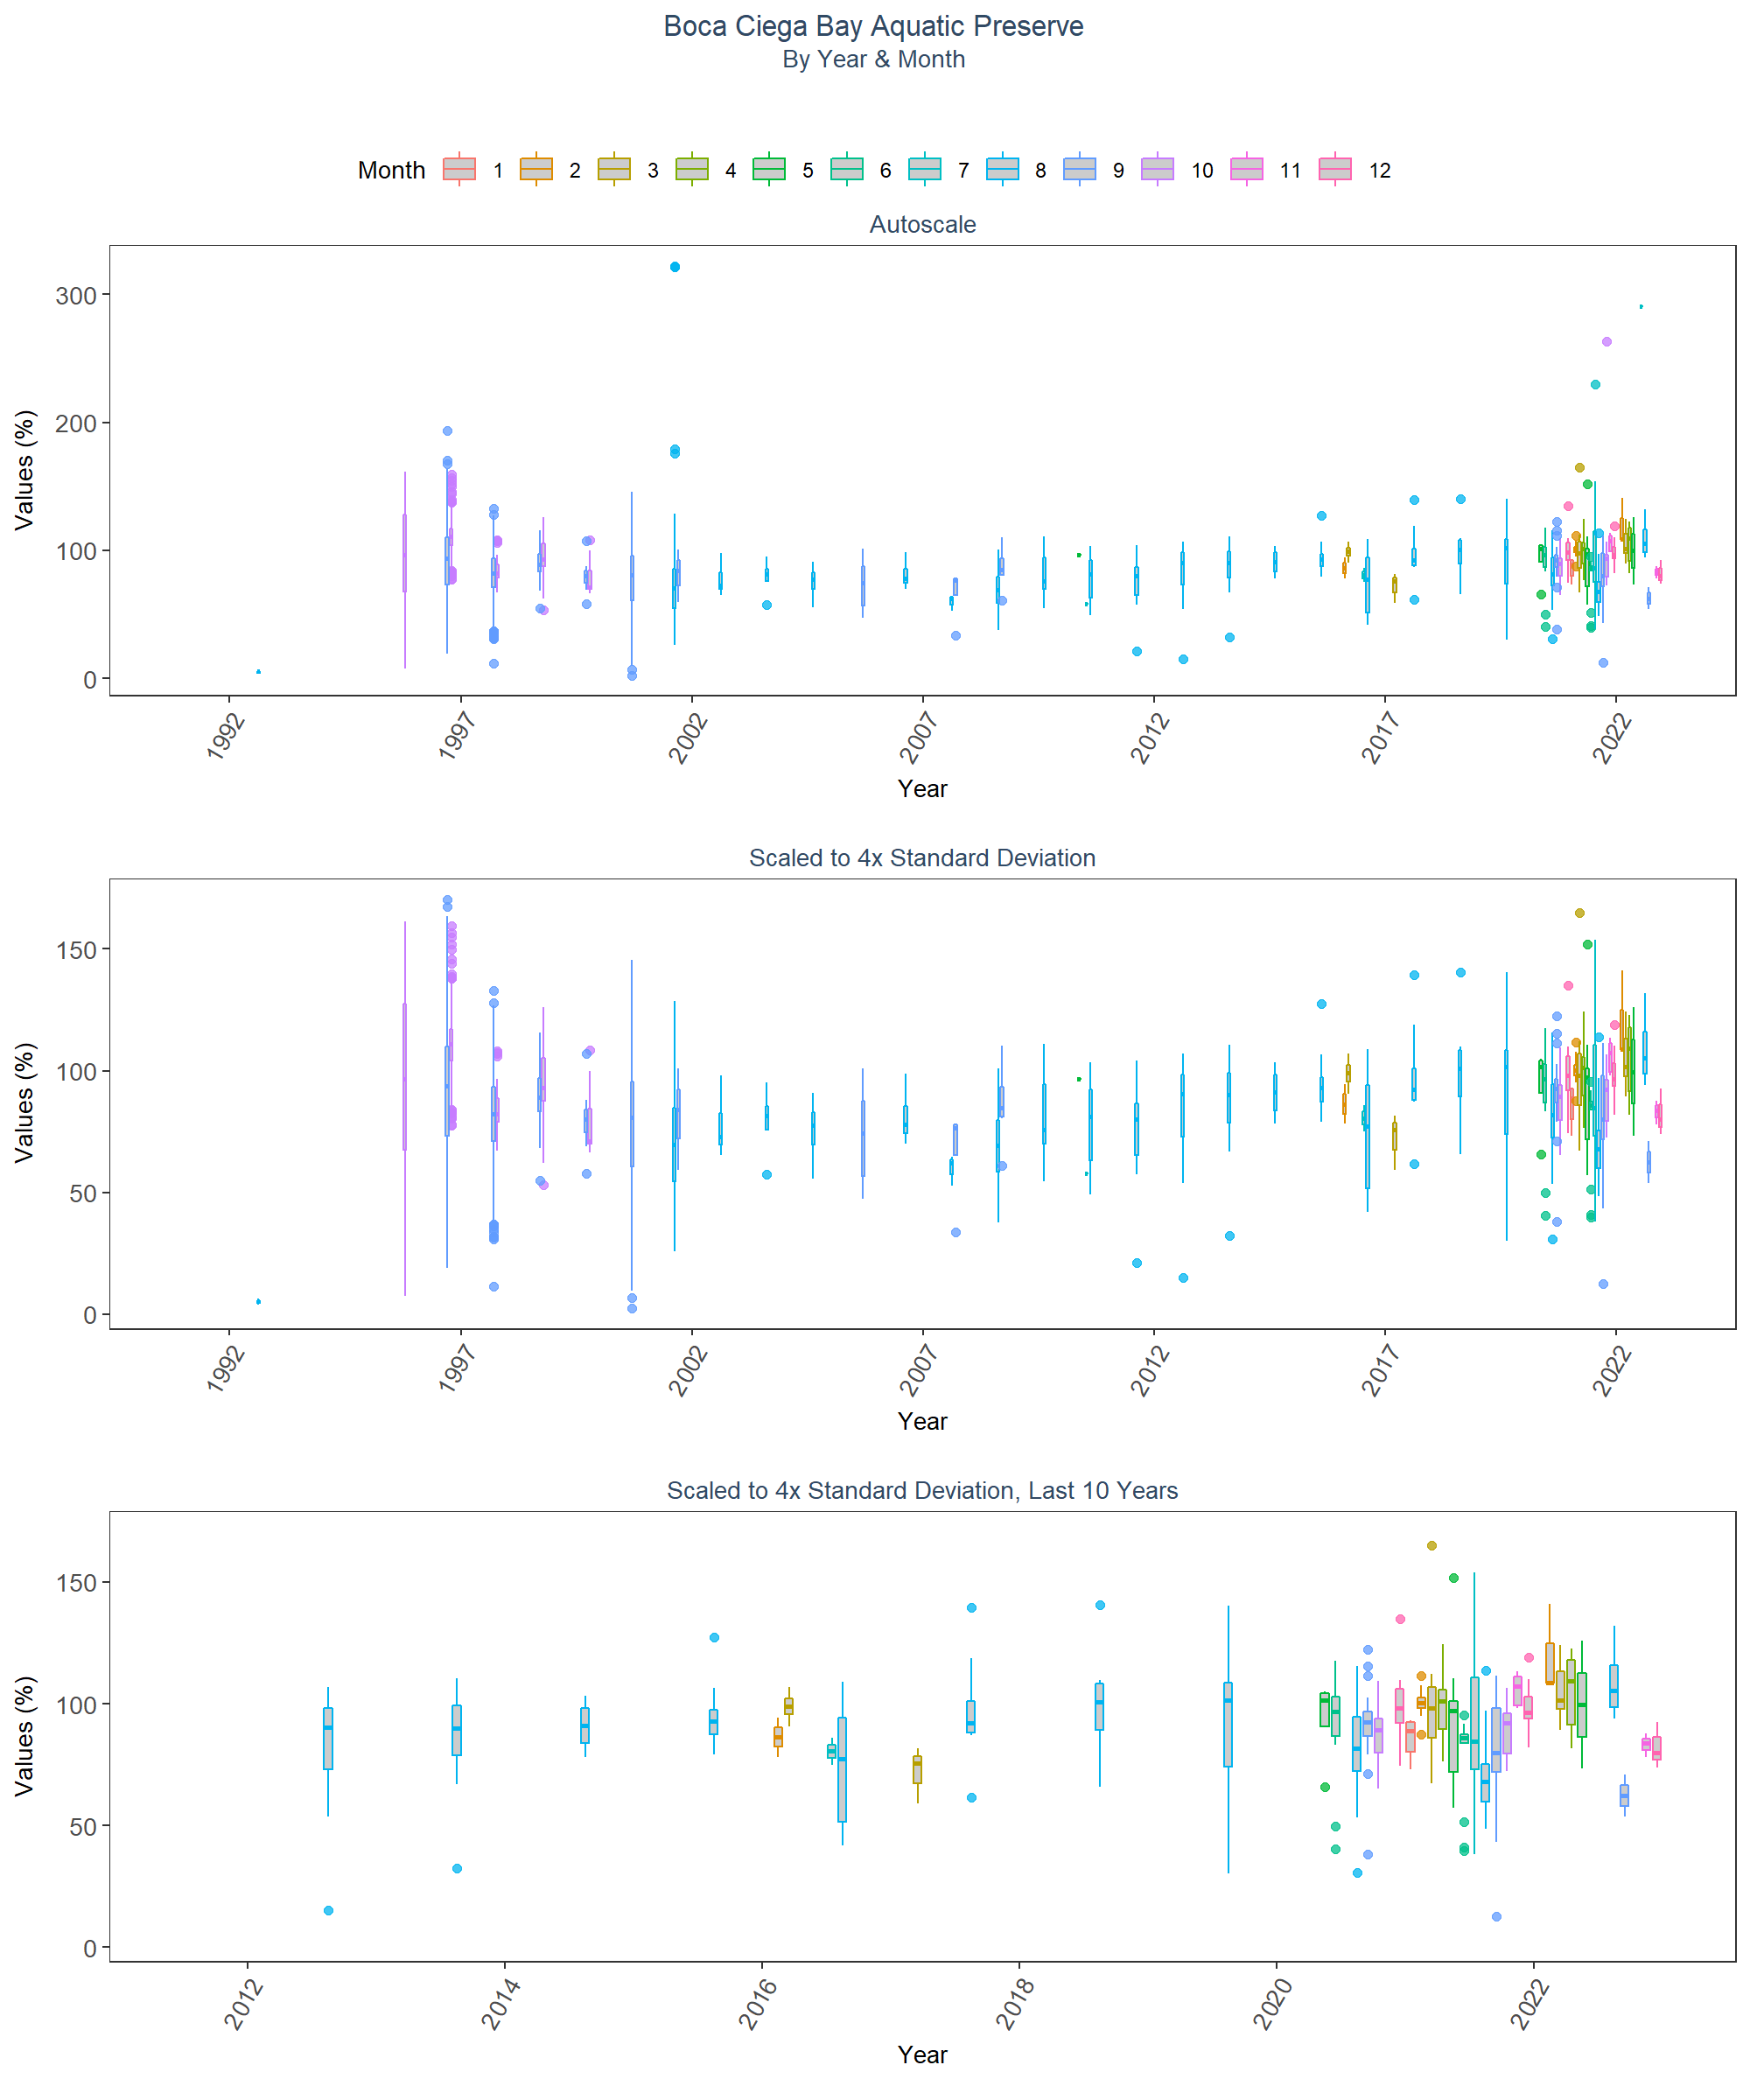 Boca Ciega Bay Aquatic Preserve
By Year & Month
Month 1 2 3 4 5 6 7 8 9 10 11 12
Autoscale
Values (%)
300
200
100
0
1992 1997 2002 2007 2012 2017 2022
Year
Scaled to 4x Standard Deviation
Values (%)
150
100
50
0
1992 1997 2002 2007 2012 2017 2022
Year
Scaled to 4x Standard Deviation, Last 10 Years
Values (%)
150
100
50
0
2012 2014 2016 2018 2020 2022
Year